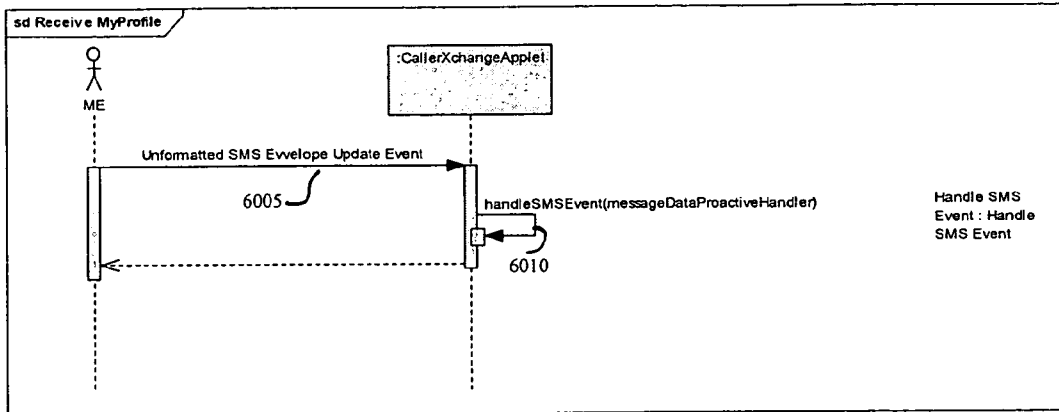 sd Receive MyProfile
:CallerXchangeApplet
ME
Unformatted SMS Evvelope Update Event
6005
handleSMSEvent(messageDataProactiveHandler)
6010
Handle SMS
Event : Handle
SMS Event